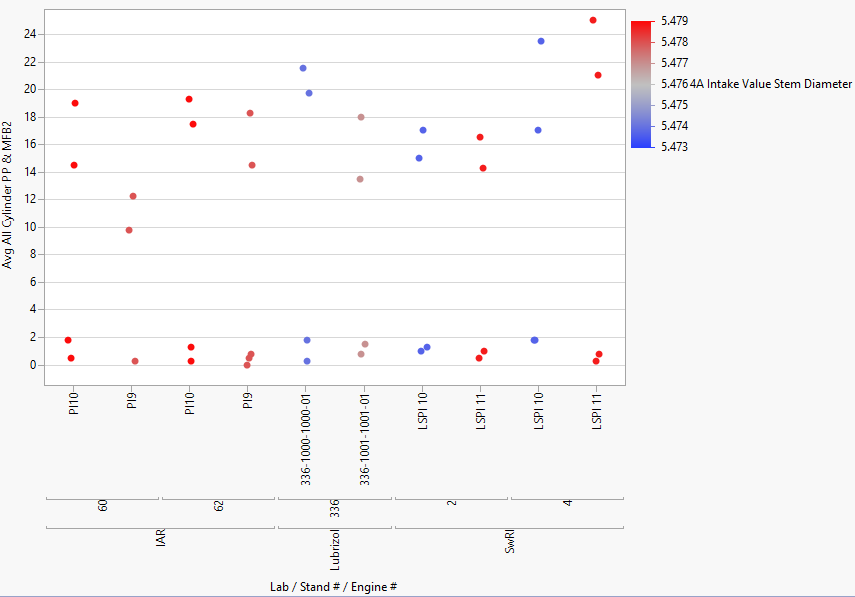 Avg All Cylinder PP & MFB2
24
22
20
18
16
14
12
10
8
6
4
2
0
PI10
PI9
PI10
PI9
336-1000-1000-01
336-1001-1001-01
LSPI 10
LSPI 11
LSPI 10
LSPI 11
60
62
336
2
4
IAR
Lubrizol
SwRI
Lab / Stand # / Engine #
5.479
5.478
5.477
5.476
5.475
5.474
5.473
4A Intake Value Stem Diameter